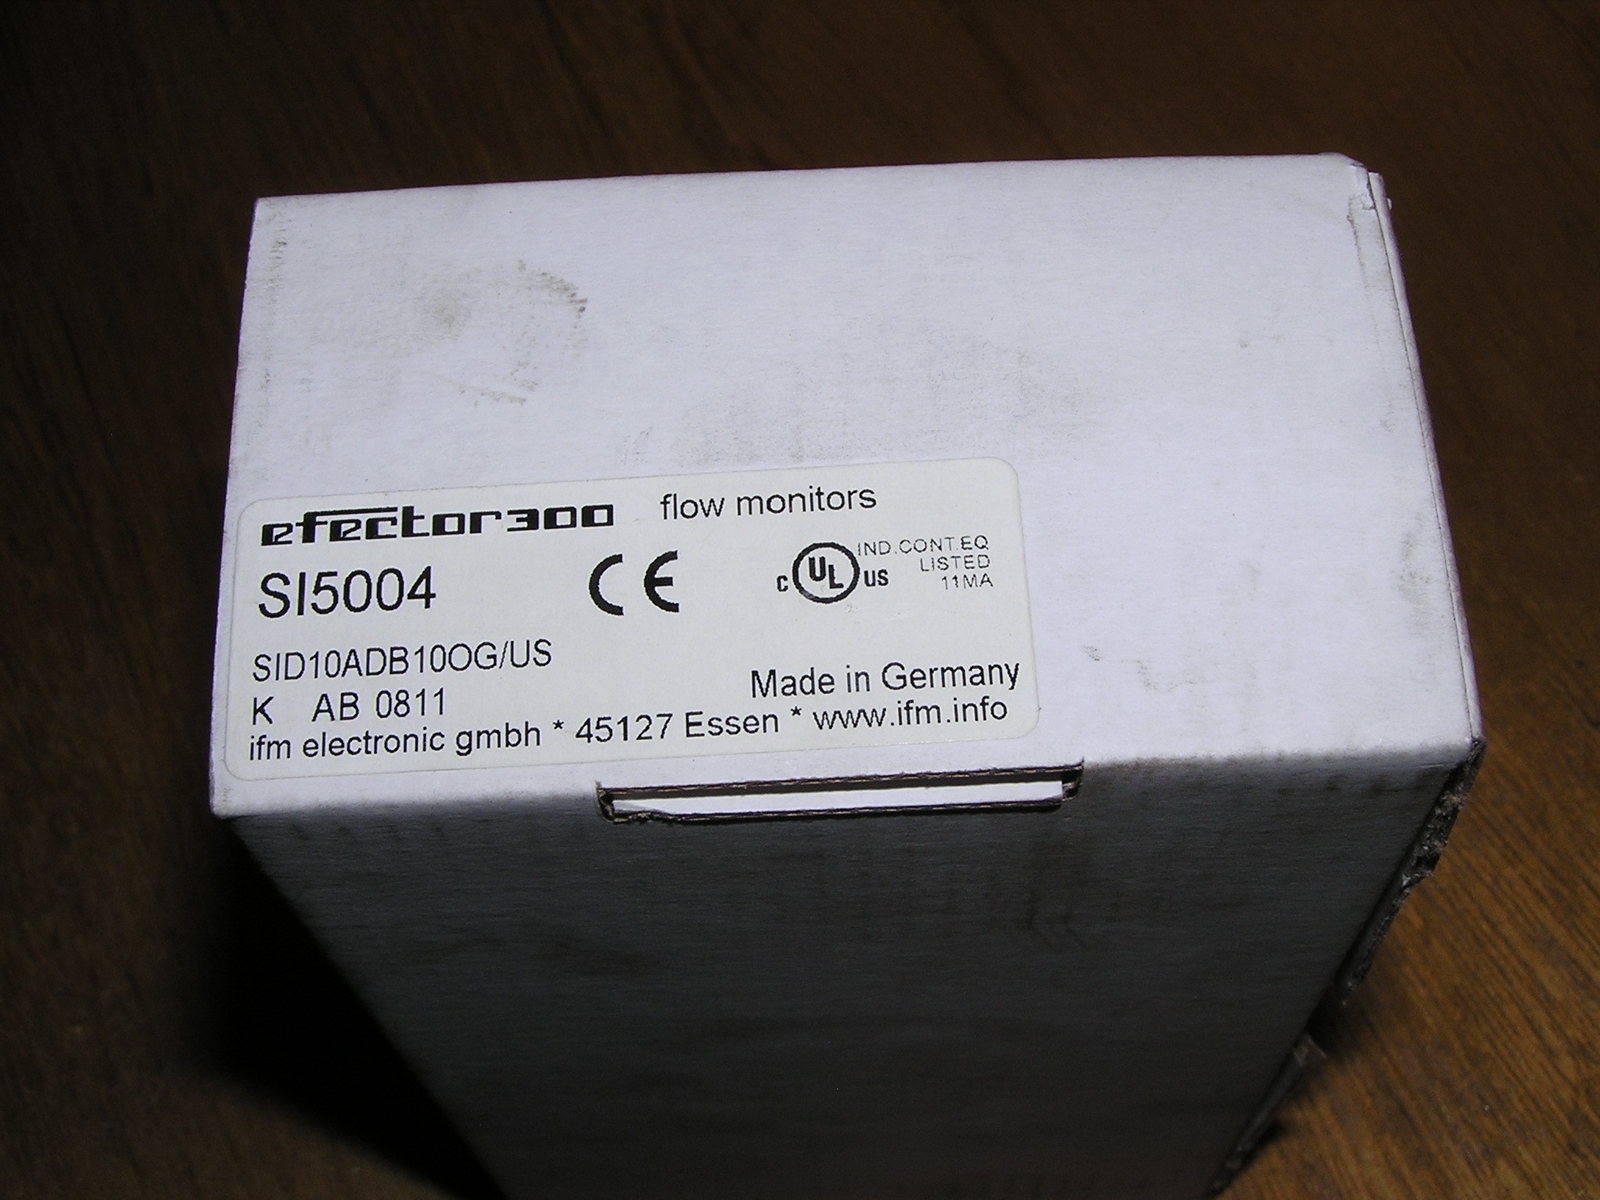 efector300 flow monitors
SI5004 CE c UL US IND.CONT.EQ
LISTED
11MA
SID10ADB10OG/US
K AB 0811 Made in Germany
ifm electronic gmbh * 45127 Essen * www.ifm.info